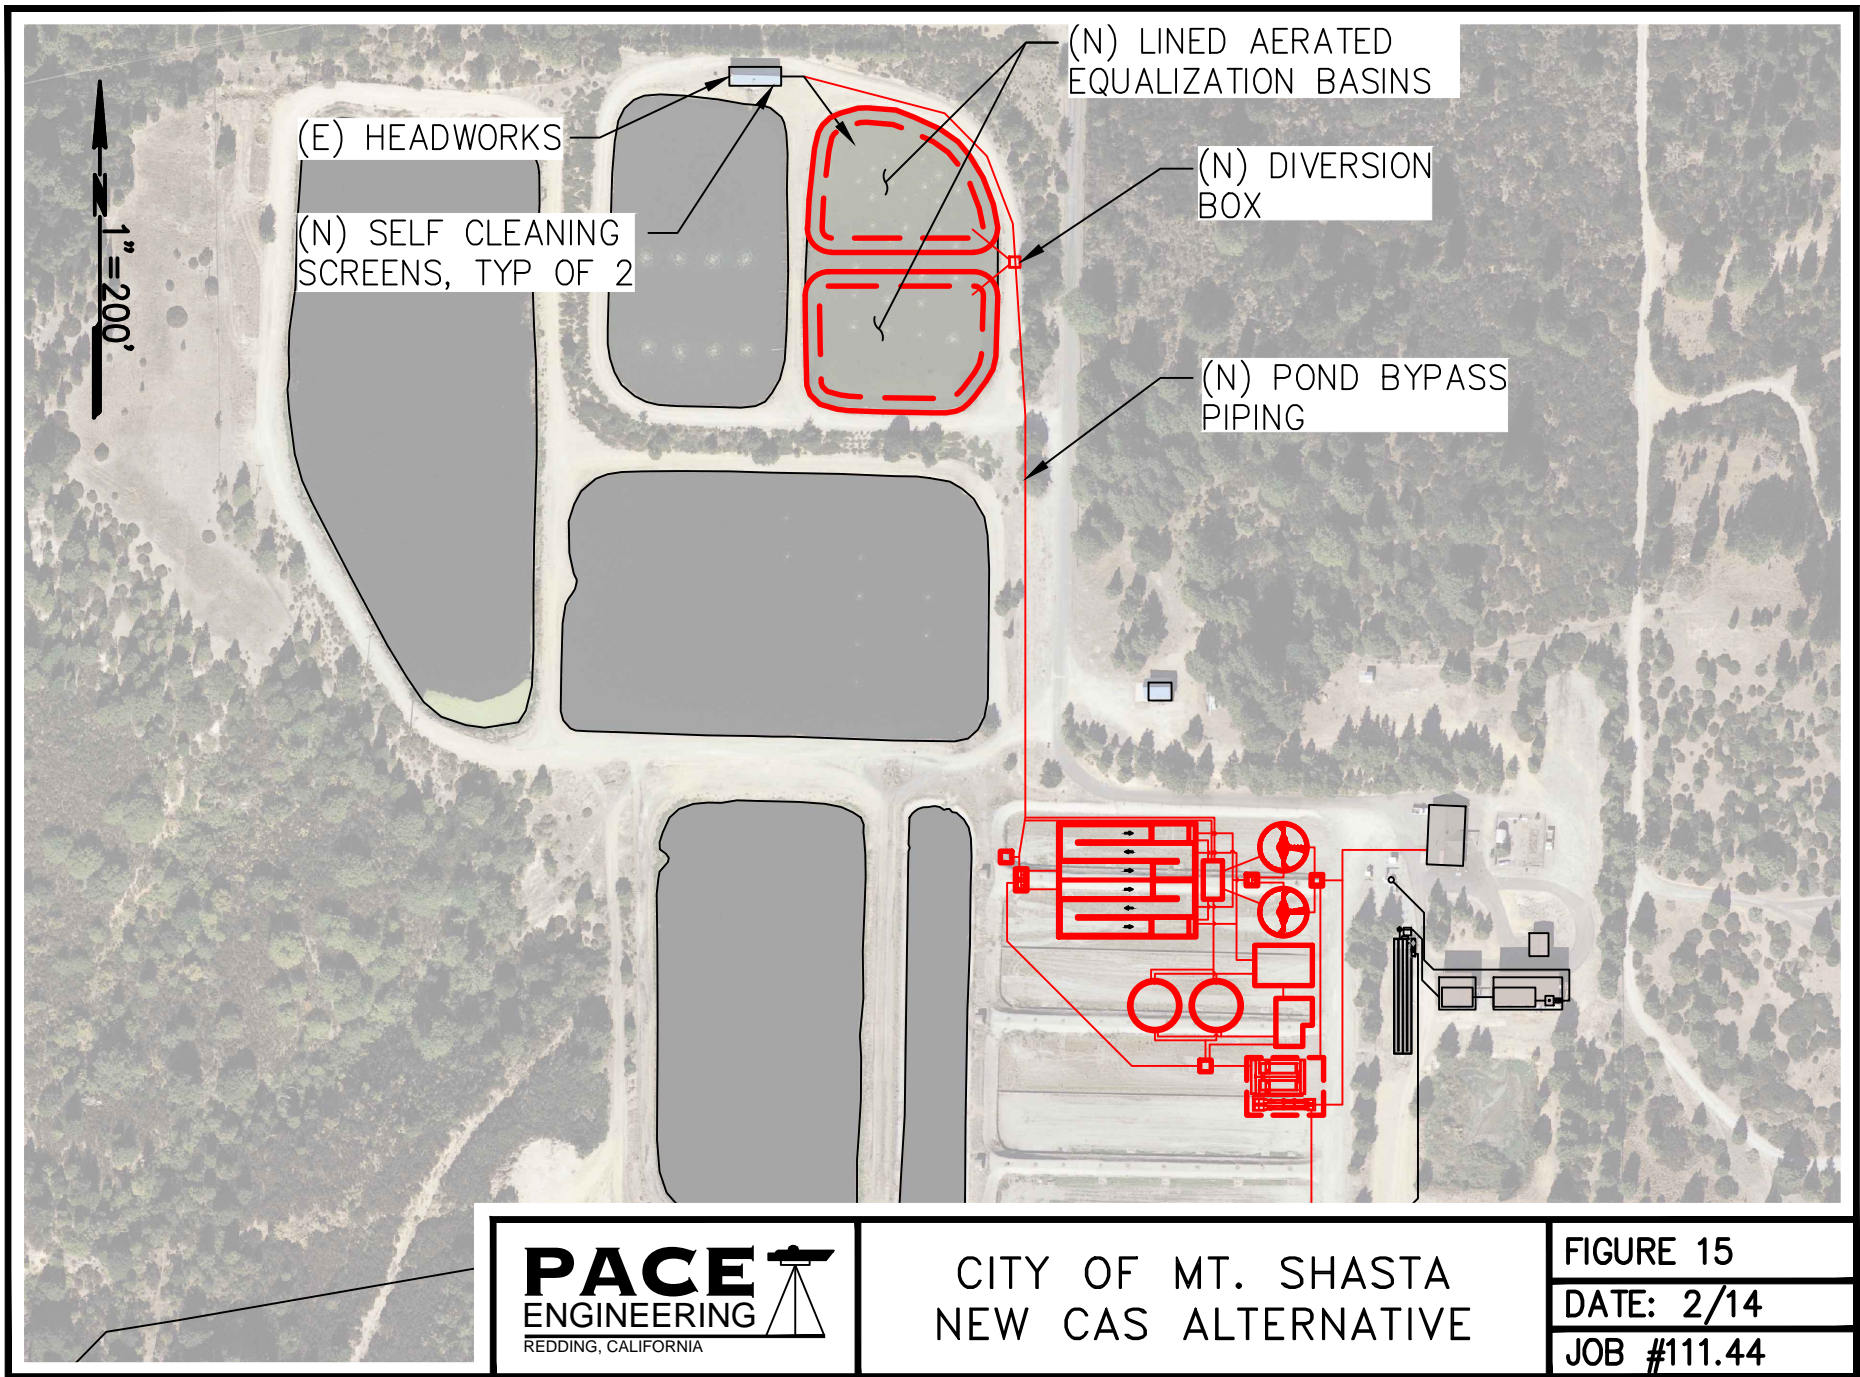 (N) LINED AERATED
EQUALIZATION BASINS
(E) HEADWORKS
(N) DIVERSION
BOX
(N) SELF CLEANING
SCREENS, TYP OF 2
N
1"=200'
(N) POND BYPASS
PIPING
PACE
ENGINEERING
REDDING, CALIFORNIA
CITY OF MT. SHASTA
NEW CAS ALTERNATIVE
FIGURE 15
DATE: 2/14
JOB #111.44